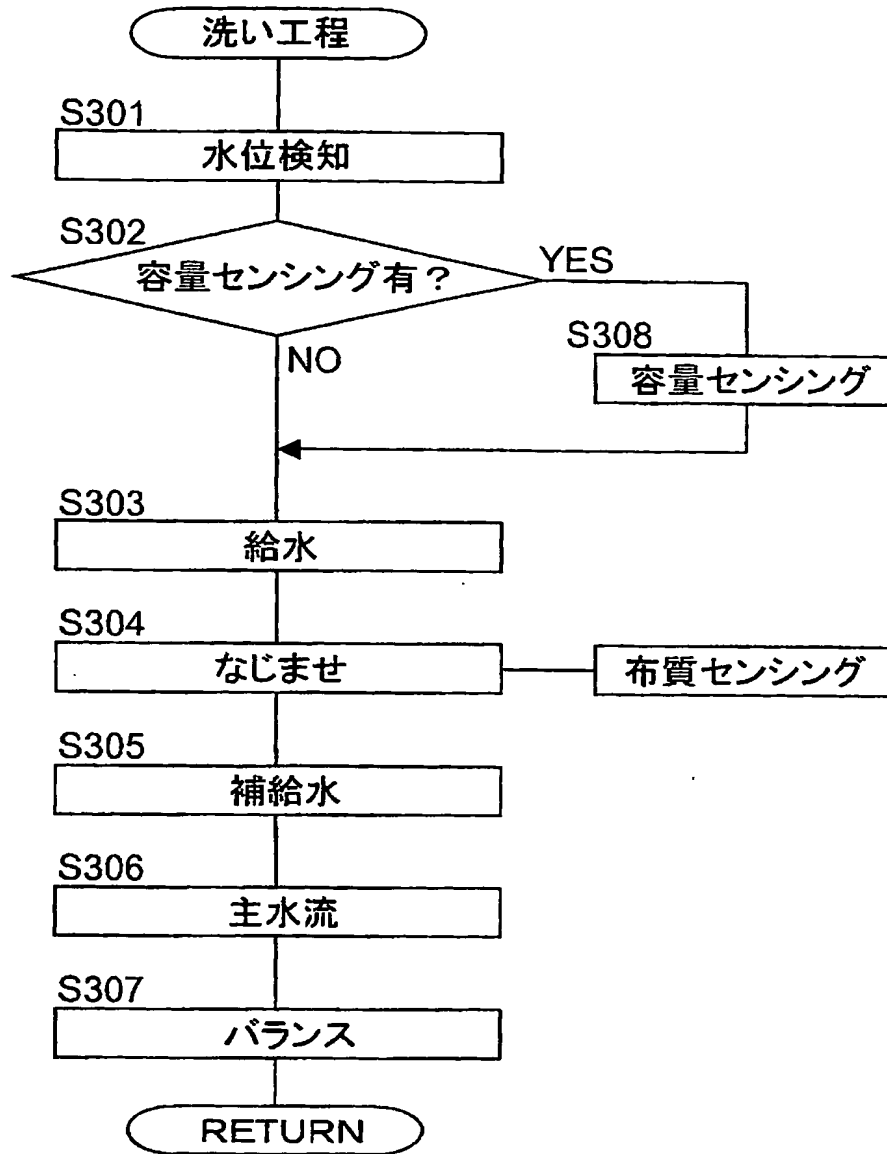 洗い工程
S301
水位検知
S302
容量センシング有？
YES
NO
S308
容量センシング
S303
給水
S304
なじませ
布質センシング
S305
補給水
S306
主水流
S307
バランス
RETURN